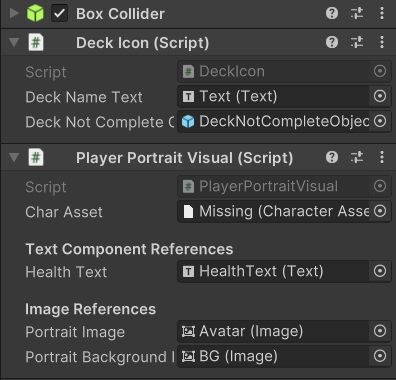 Box Collider
Deck Icon (Script)
Script DeckIcon
Deck Name Text Text (Text)
Deck Not Complete C DeckNotCompleteObjec
Player Portrait Visual (Script)
Script PlayerPortraitVisual
Char Asset Missing (Character Asse
Text Component References
Health Text HealthText (Text)
Image References
Portrait Image Avatar (Image)
Portrait Background I BG (Image)